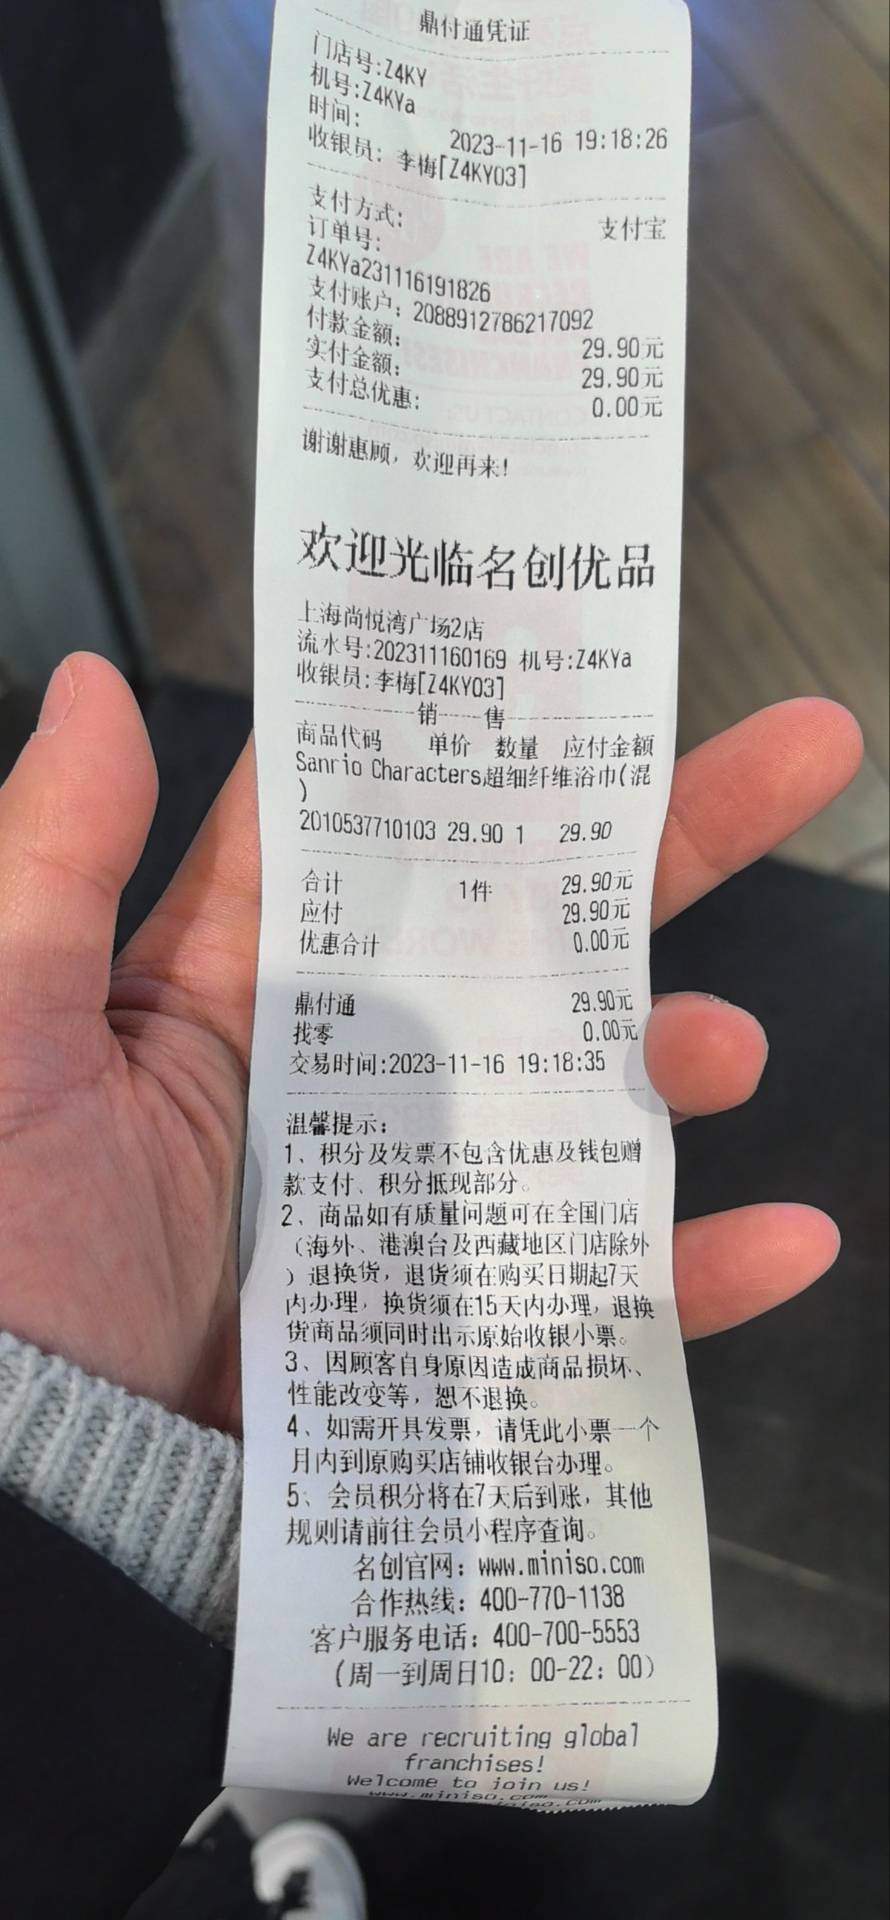 鼎付通凭证
门店号:Z4KY
机号:Z4KYa
时间:
2023-11-16 19:18:26
收银员: 李梅[Z4KY03]
支付方式: 支付宝
订单号:
Z4KYa231116191826
支付账户: 2088912786217092
付款金额: 29.90元
实付金额: 29.90元
支付总优惠: 0.00元
谢谢惠顾，欢迎再来!
欢迎光临名创优品
上海尚悦湾广场2店
流水号:202311160169 机号:Z4KYa
收银员:李梅[Z4KY03]
销 售
商品代码 单价 数量 应付金额
Sanrio Characters超细纤维浴巾(混
)
2010537710103 29.90 1 29.90
合计 1件 29.90元
应付 29.90元
优惠合计 0.00元
鼎付通 29.90元
找零 0.00元
交易时间:2023-11-16 19:18:35
温馨提示:
1、积分及发票不包含优惠及钱包赠
款支付、积分抵现部分。
2、商品如有质量问题可在全国门店
（海外、港澳台及西藏地区门店除外
）退换货，退货须在购买日期起7天
内办理，换货须在15天内办理，退换
货商品须同时出示原始收银小票。
3、因顾客自身原因造成商品损坏、
性能改变等，恕不退换。
4、如需开具发票，请凭此小票一个
月内到原购买店铺收银台办理。
5、会员积分将在7天后到账，其他
规则请前往会员小程序查询。
名创官网: www.miniso.com
合作热线: 400-770-1138
客户服务电话: 400-700-5553
(周一到周日10: 00-22: 00)
We are recruiting global
franchises!
Welcome to join us!
www.miniso.com